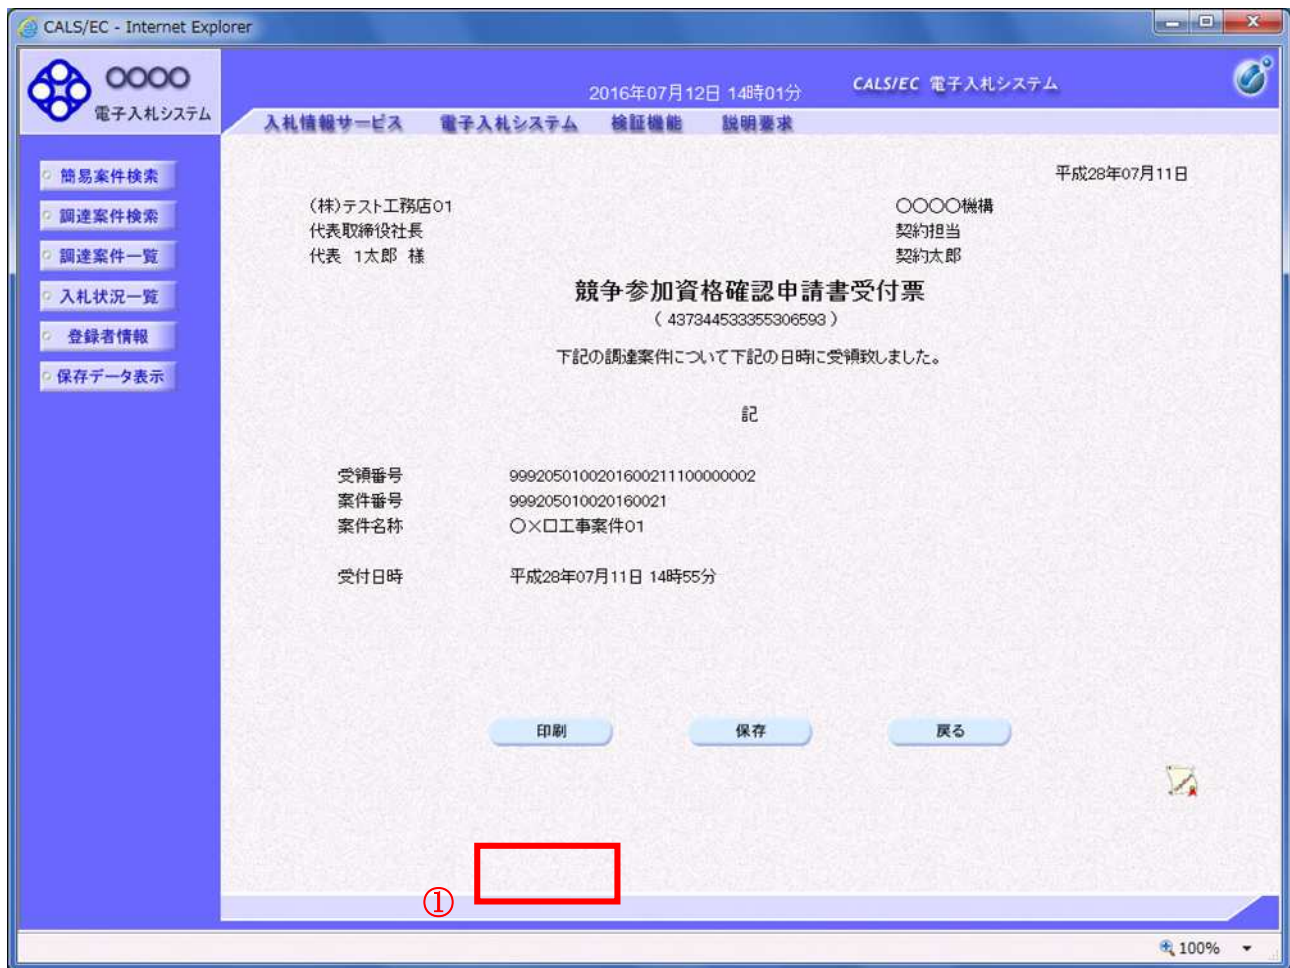 CALS/EC - Internet Explorer
〇〇〇〇
電子入札システム
2016年07月12日 14時01分
CALS/EC 電子入札システム
入札情報サービス 電子入札システム 検証機能 説明要求
簡易案件検索
調達案件検索
調達案件一覧
入札状況一覧
登録者情報
保存データ表示
平成28年07月11日
(株)テスト工務店01
代表取締役社長
代表 1太郎 様
〇〇〇〇機構
契約担当
契約太郎
競争参加資格確認申請書受付票
( 437344533355306593 )
下記の調達案件について下記の日時に受領致しました。
記
受領番号 9992050100201600211100000002
案件番号 999205010020160021
案件名称 〇×口工事案件01
受付日時 平成28年07月11日 14時55分
印刷 保存 戻る
①
100%